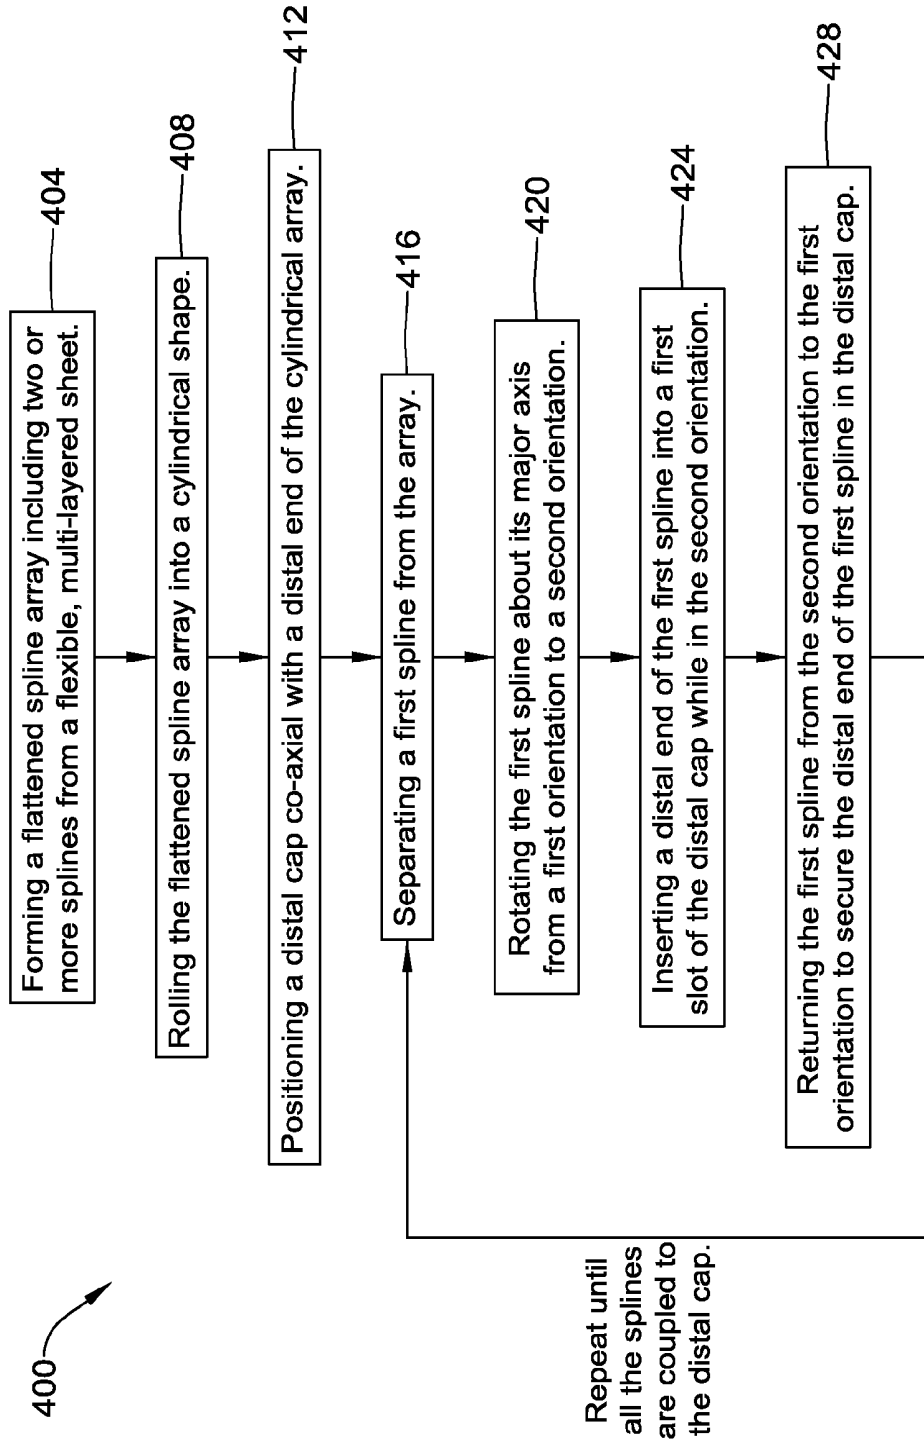 400
Forming a flattened spline array including two or
more splines from a flexible, multi-layered sheet.
404
Rolling the flattened spline array into a cylindrical shape.
408
Positioning a distal cap co-axial with a distal end of the cylindrical array.
412
Separating a first spline from the array.
416
Rotating the first spline about its major axis
from a first orientation to a second orientation.
420
Inserting a distal end of the first spline into a first
slot of the distal cap while in the second orientation.
424
Returning the first spline from the second orientation to the first
orientation to secure the distal end of the first spline in the distal cap.
428
Repeat until
all the splines
are coupled to
the distal cap.